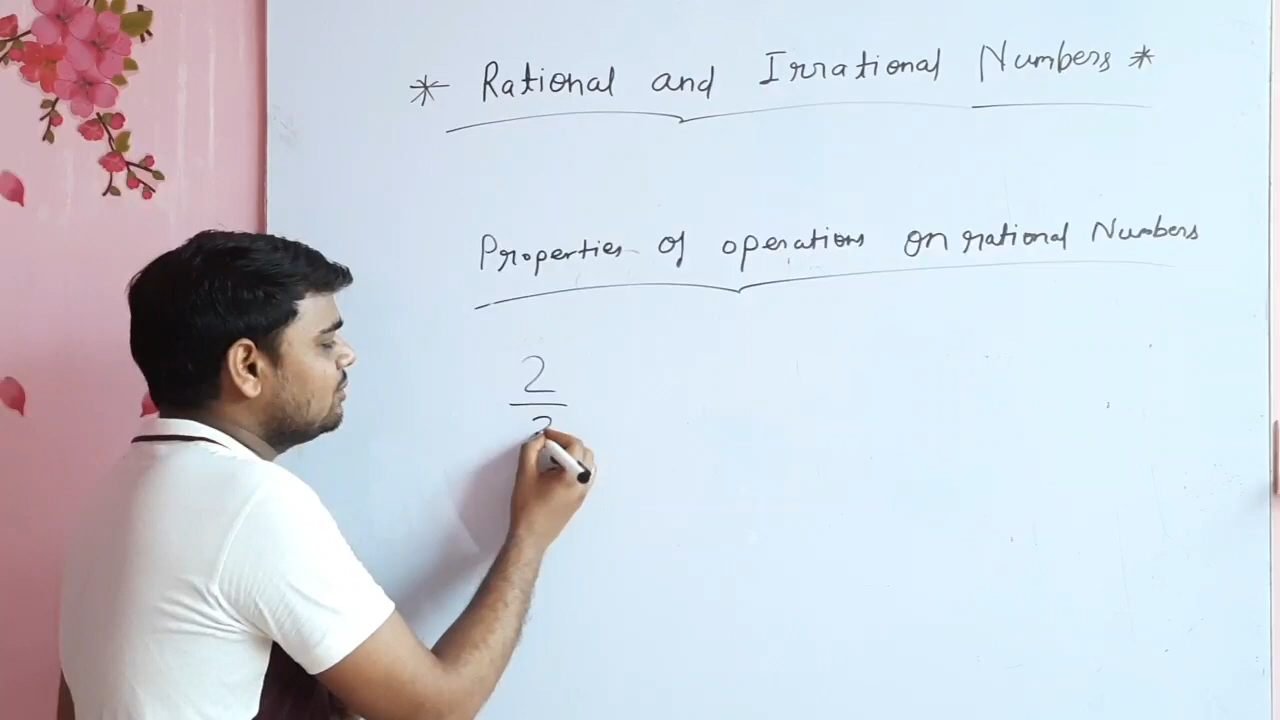 * Rational and Irrational Numbers *
Properties of operations on rational Numbers
2